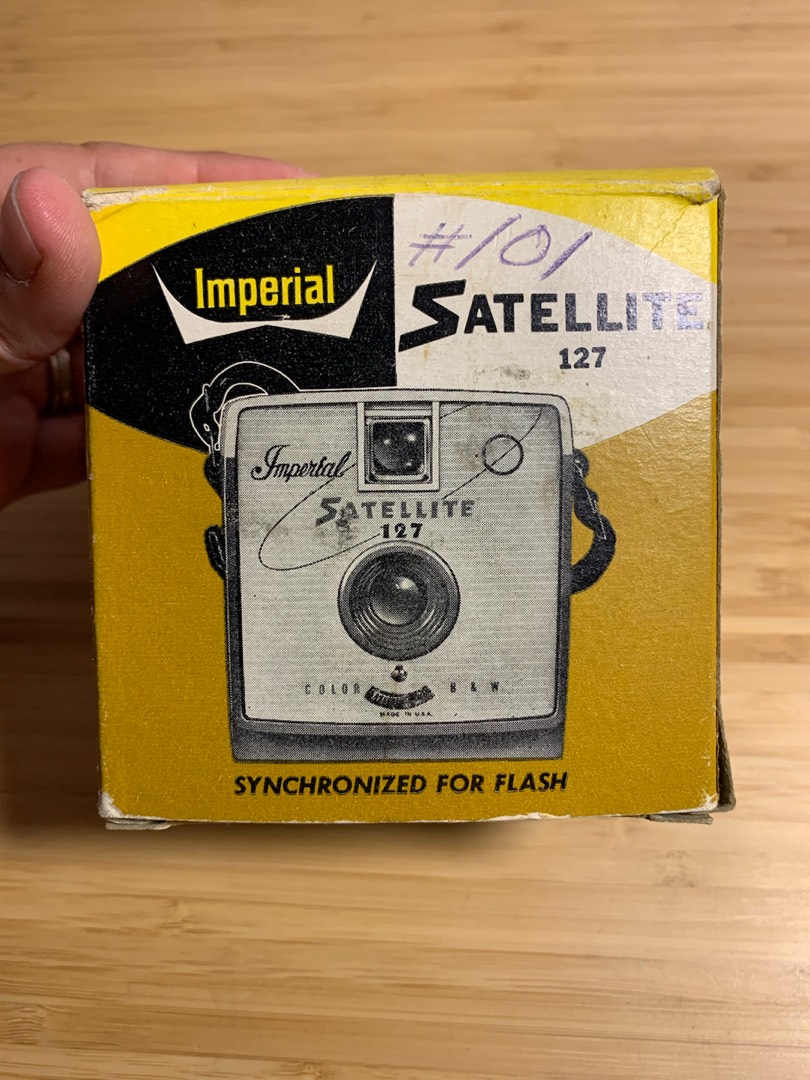 #101
Imperial
SATELLITE
127
Imperial
SATELLITE
127
COLOR B & W
MADE IN U.S.A.
SYNCHRONIZED FOR FLASH